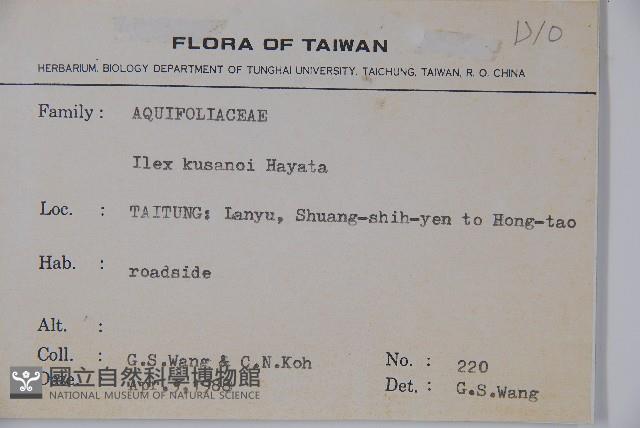 D/0
FLORA OF TAIWAN
HERBARIUM, BIOLOGY DEPARTMENT OF TUNGHAI UNIVERSITY, TAICHUNG, TAIWAN, R. O. CHINA
Family : AQUIFOLIACEAE
Ilex kusanoi Hayata
Loc. : TAITUNG: Lanyu, Shuang-shih-yen to Hong-tao
Hab. : roadside
Alt. :
Coll. : G.S.Wang & C.N.Koh No. : 220
Date: Det. : G.S.Wang
國立自然科學博物館
NATIONAL MUSEUM OF NATURAL SCIENCE